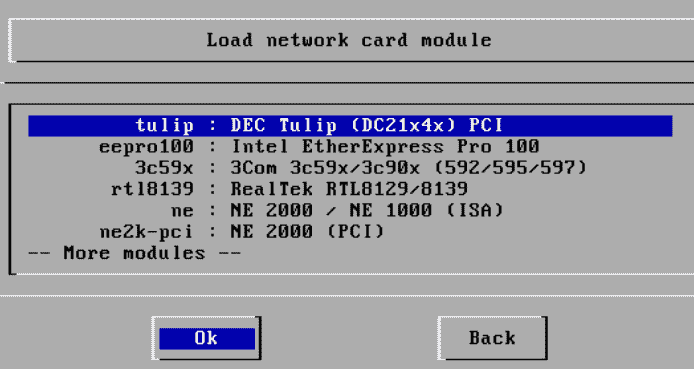 Load network card module
tulip : DEC Tulip (DC21x4x) PCI
eepro100 : Intel EtherExpress Pro 100
3c59x : 3Com 3c59x/3c90x (592/595/597)
rtl8139 : RealTek RTL8129/8139
ne : NE 2000 / NE 1000 (ISA)
ne2k-pci : NE 2000 (PCI)
-- More modules --
Ok Back